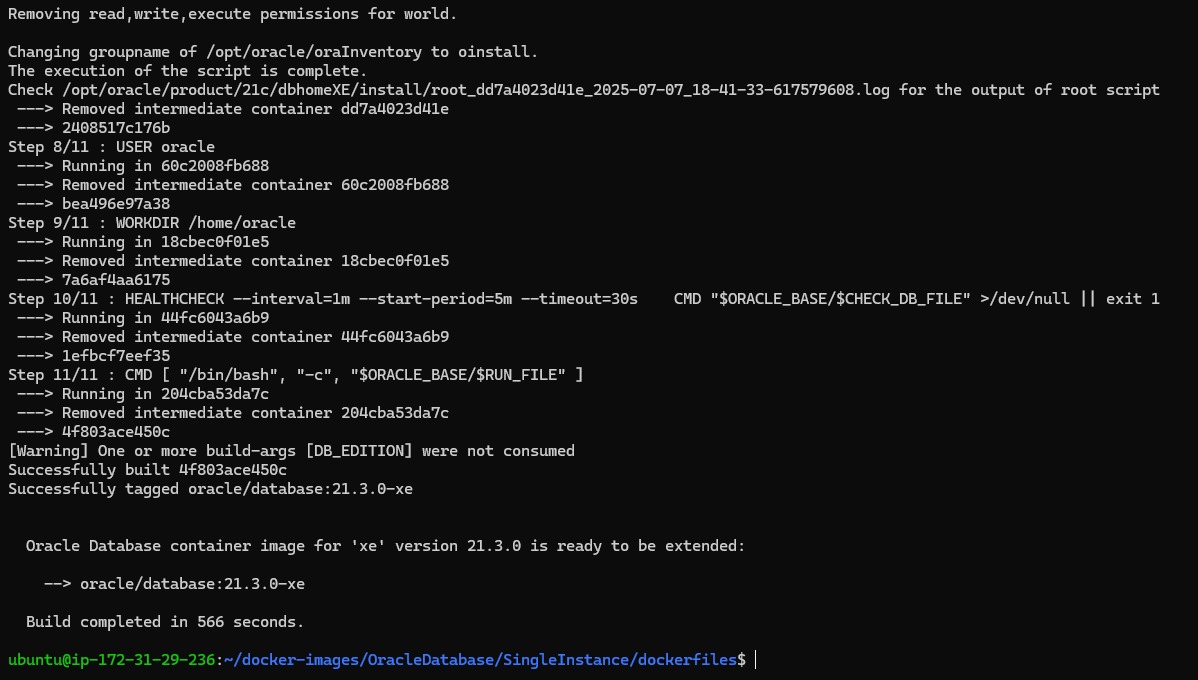 Removing read,write,execute permissions for world.
Changing groupname of /opt/oracle/oraInventory to oinstall.
The execution of the script is complete.
Check /opt/oracle/product/21c/dbhomeXE/install/root_dd7a4023d41e_2025-07-07_18-41-33-617579608.log for the output of root script
---> Removed intermediate container dd7a4023d41e
---> 2408517c176b
Step 8/11 : USER oracle
---> Running in 60c2008fb688
---> Removed intermediate container 60c2008fb688
---> bea496e97a38
Step 9/11 : WORKDIR /home/oracle
---> Running in 18cbec0f01e5
---> Removed intermediate container 18cbec0f01e5
---> 7a6af4aa6175
Step 10/11 : HEALTHCHECK --interval=1m --start-period=5m --timeout=30s    CMD "$ORACLE_BASE/$CHECK_DB_FILE" >/dev/null || exit 1
---> Running in 44fc6043a6b9
---> Removed intermediate container 44fc6043a6b9
---> 1efbcf7eef35
Step 11/11 : CMD [ "/bin/bash", "-c", "$ORACLE_BASE/$RUN_FILE" ]
---> Running in 204cba53da7c
---> Removed intermediate container 204cba53da7c
---> 4f803ace450c
[Warning] One or more build-args [DB_EDITION] were not consumed
Successfully built 4f803ace450c
Successfully tagged oracle/database:21.3.0-xe
Oracle Database container image for 'xe' version 21.3.0 is ready to be extended:
--> oracle/database:21.3.0-xe
Build completed in 566 seconds.
ubuntu@ip-172-31-29-236:~/docker-images/OracleDatabase/SingleInstance/dockerfiles$